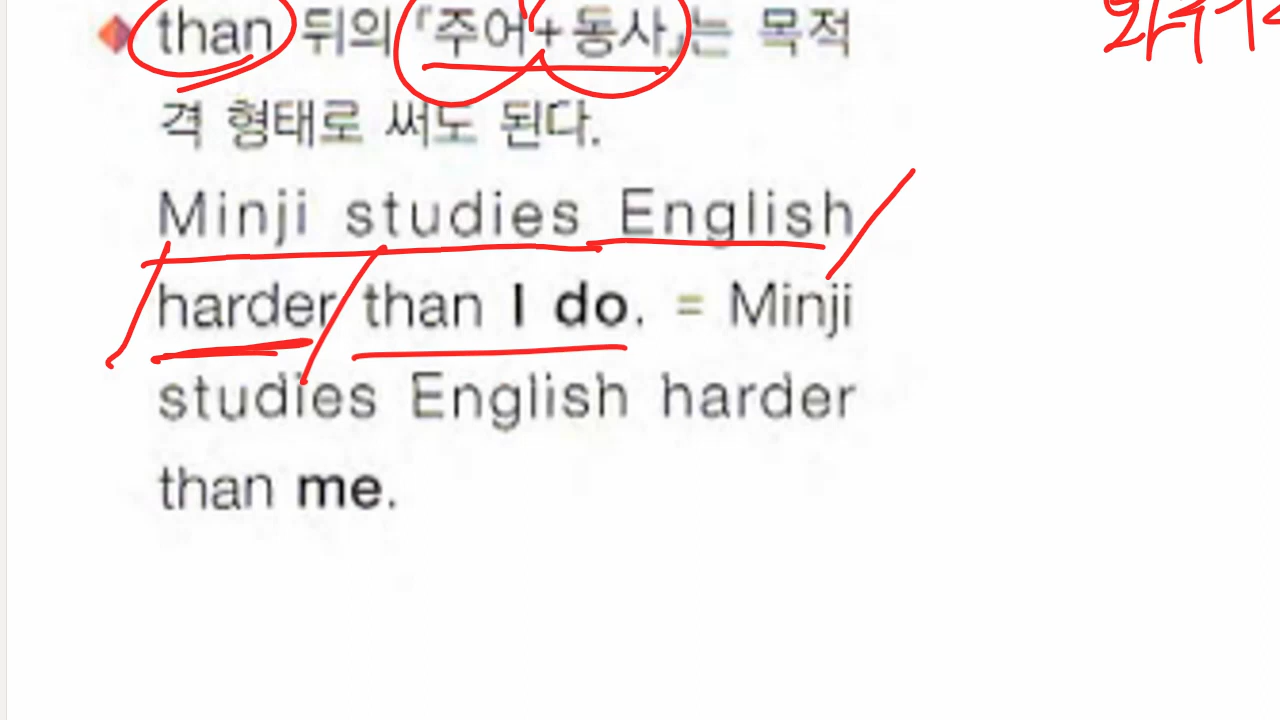 than 뒤의 『주어+동사』는 목적
격 형태로 써도 된다.
Minji studies English
harder than I do. = Minji
studies English harder
than me.